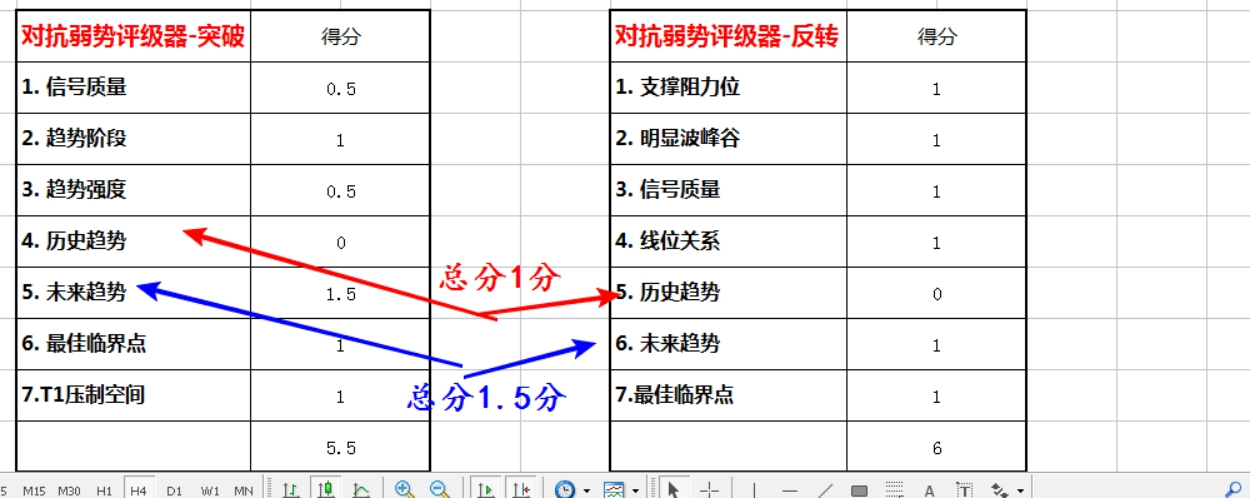 对抗弱势评级器-突破 得分
1. 信号质量 0.5
2. 趋势阶段 1
3. 趋势强度 0.5
4. 历史趋势 0
5. 未来趋势 1.5
6. 最佳临界点 1
7.T1压制空间 1
5.5
总分1分
总分1.5分
对抗弱势评级器-反转 得分
1. 支撑阻力位 1
2. 明显波峰谷 1
3. 信号质量 1
4. 线位关系 1
5. 历史趋势 0
6. 未来趋势 1
7.最佳临界点 1
6
5 M15 M30 H1 H4 D1 W1 MN A T